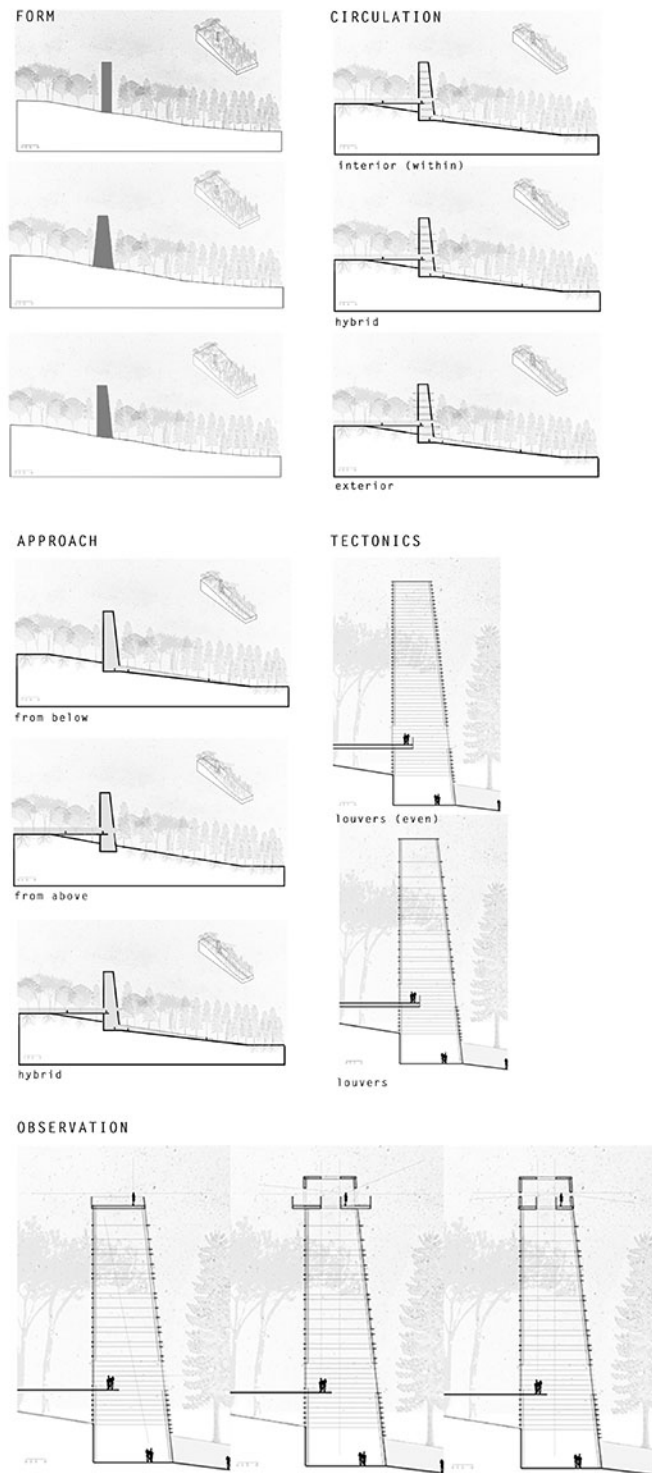 FORM
CIRCULATION
interior (within)
hybrid
exterior
APPROACH
TECTONICS
from below
louvers (even)
from above
hybrid
louvers
OBSERVATION